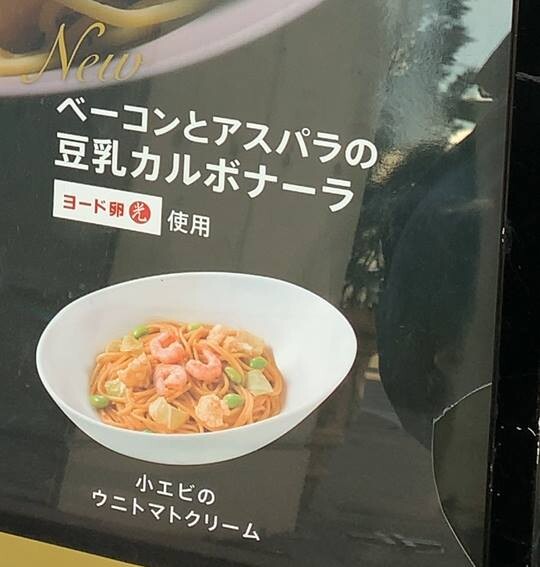 New
ベーコンとアスパラの
豆乳カルボナーラ
ヨード卵 光 使用
小エビの
ウニトマトクリーム